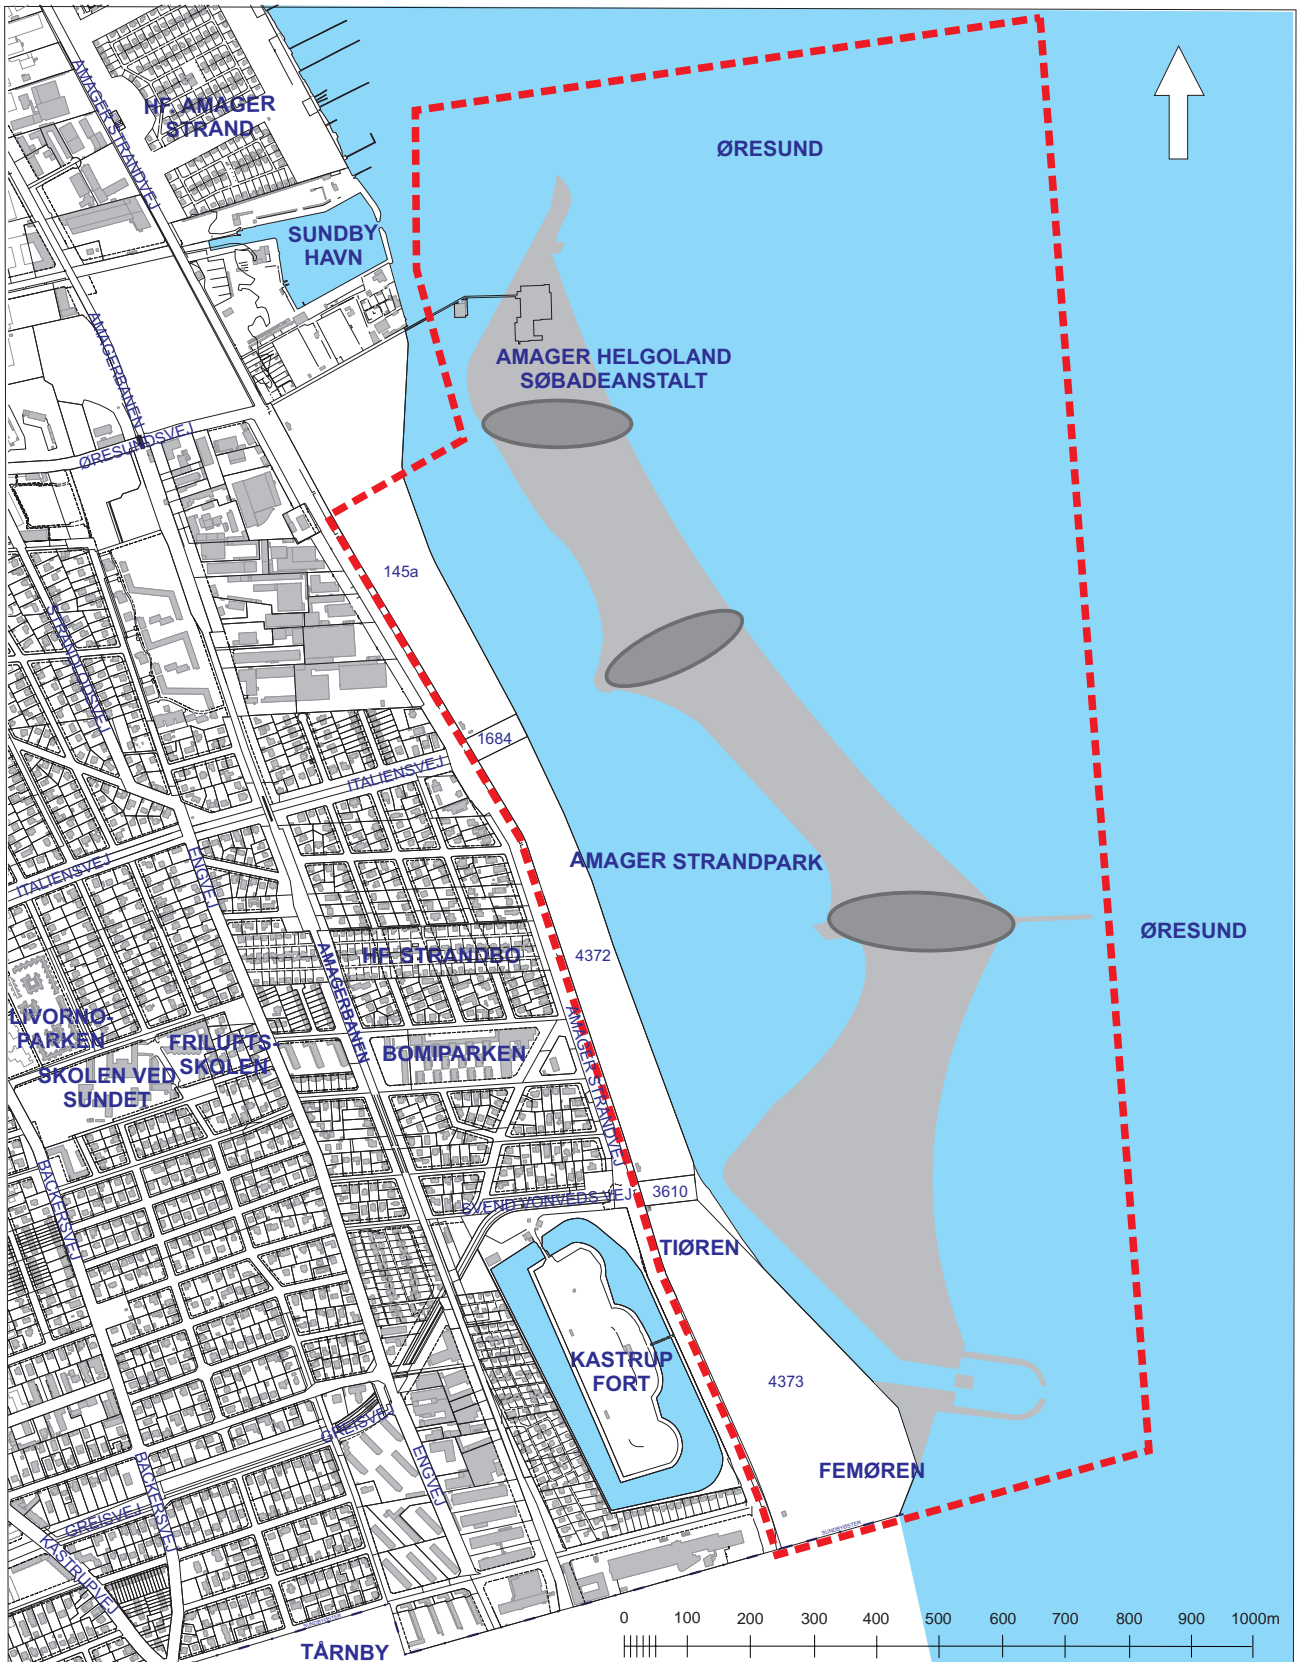 AMAGER STRANDVEJ
HF. AMAGER
STRAND
ØRESUND
SUNDBY
HAVN
AMAGERBANEN
AMAGER HELGOLAND
SØBADEANSTALT
ØRESUNDSVEJ
145a
STRANDLODSVEJ
1684
ITALIENSVEJ
ITALIENSVEJ
ENGVEJ
AMAGER STRANDPARK
ØRESUND
HF. STRANDBO
4372
AMAGERBANEN
LIVORNO-
PARKEN
FRILUFTS-
SKOLEN
BOMIPARKEN
AMAGER STRANDVEJ
SKOLEN VED
SUNDET
BACKERSVEJ
SVEND VONVEDS VEJ
3610
TIØREN
KASTRUP
FORT
4373
GREISVEJ
ENGVEJ
BACKERSVEJ
FEMØREN
GREISVEJ
KASTRUPVEJ
SUNDBYØSTER
SUNDBYØSTER
TÅRNBY
0 100 200 300 400 500 600 700 800 900 1000m